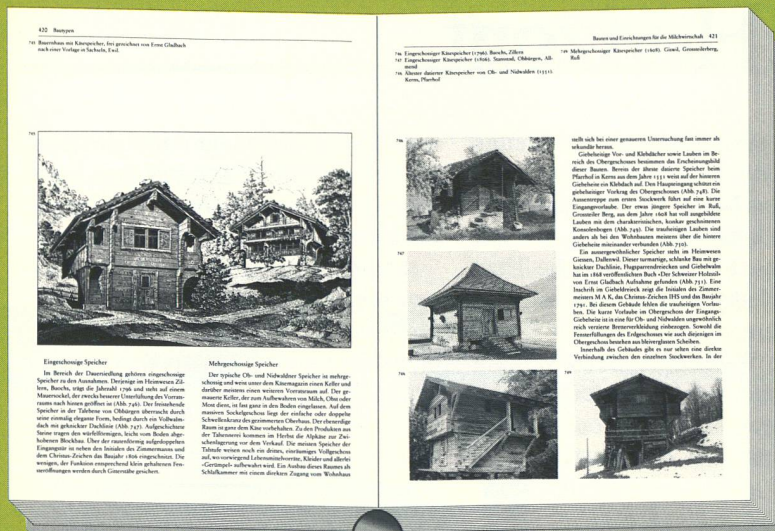 420 Bautypen
745 Bauernhaus mit Käsespeicher, frei gezeichnet von Ernst Gladbach
nach einer Vorlage in Sachseln, Ewil.
745
Eingeschossige Speicher
Im Bereich der Dauersiedlung gehören eingeschossige
Speicher zu den Ausnahmen. Derjenige im Heimwesen Zil-
lern, Buochs, trägt die Jahrzahl 1796 und steht auf einem
Mauersockel, der zwecks besserer Unterlüftung des Vorrats-
raums nach hinten geöffnet ist (Abb. 746). Der freistehende
Speicher in der Talebene von Obbürgen überrascht durch
seine einmalig elegante Form, bedingt durch ein Vollwalm-
dach mit geknickter Dachlinie (Abb. 747). Aufgeschichtete
Steine tragen den würfelförmigen, leicht vom Boden abge-
hobenen Blockbau. Über der rautenförmig aufgedoppelten
Eingangstür ist neben den Initialen des Zimmermanns und
dem Christus-Zeichen das Baujahr 1806 eingeschnitzt. Die
wenigen, der Funktion entsprechend klein gehaltenen Fen-
steröffnungen werden durch Gitterstäbe gesichert.
Mehrgeschossige Speicher
Der typische Ob- und Nidwaldner Speicher ist mehrge-
schossig und weist unter dem Käsemagazin einen Keller und
darüber meistens einen weiteren Vorratsraum auf. Der ge-
mauerte Keller, der zum Aufbewahren von Milch, Obst oder
Most dient, ist fast ganz in den Boden eingelassen. Auf dem
massiven Sockelgeschoss liegt der einfache oder doppelte
Schwellenkranz des gezimmerten Oberbaus. Der ebenerdige
Raum ist ganz dem Käse vorbehalten. Zu den Produkten aus
der Talsennerei kommen im Herbst die Alpkäse zur Zwi-
schenlagerung vor dem Verkauf. Die meisten Speicher der
Talstufe weisen noch ein drittes, einräumiges Vollgeschoss
auf, wo vorwiegend Lebensmittelvorräte, Kleider und allerlei
«Gerümpel» aufbewahrt wird. Ein Ausbau dieses Raumes als
Schlafkammer mit einem direkten Zugang vom Wohnhaus
Bauten und Einrichtungen für die Milchwirtschaft 421
746 Eingeschossiger Käsespeicher (1796). Buochs, Zillern
747 Eingeschossiger Käsespeicher (1806). Stansstad, Obbürgen, All-
mend
748 Ältester datierter Käsespeicher von Ob- und Nidwalden (1551).
Kerns, Pfarrhof
749 Mehrgeschossiger Käsespeicher (1608). Giswil, Grossteilerberg,
Rufi
746
747
748
749
stellt sich bei einer genaueren Untersuchung fast immer als
sekundär heraus.
Giebelseitige Vor- und Klebdächer sowie Lauben im Be-
reich des Obergeschosses bestimmen das Erscheinungsbild
dieser Bauten. Bereits der älteste datierte Speicher beim
Pfarrhof in Kerns aus dem Jahre 1551 weist auf der hinteren
Giebelseite ein Klebdach auf. Den Haupteingang schützt ein
giebelseitiger Vorkrag des Obergeschosses (Abb. 748). Die
Aussentreppe zum ersten Stockwerk führt auf eine kurze
Eingangsvorlaube. Der etwas jüngere Speicher im Rufi,
Grossteiler Berg, aus dem Jahre 1608 hat voll ausgebildete
Lauben mit dem charakteristischen, konkav geschnittenen
Konsolenbogen (Abb. 749). Die traufseitigen Lauben sind
anders als bei den Wohnbauten meistens über die hintere
Giebelseite miteinander verbunden (Abb. 750).
Ein aussergewöhnlicher Speicher steht im Heimwesen
Giessen, Dallenwil. Dieser turmartige, schlanke Bau mit ge-
knickter Dachlinie, Flugsparrendreiecken und Giebelwalm
hat im 1868 veröffentlichten Buch «Der Schweizer Holzstil»
von Ernst Gladbach Aufnahme gefunden (Abb. 751). Eine
Inschrift im Giebeldreieck zeigt die Initialen des Zimmer-
meisters M A K, das Christus-Zeichen IHS und das Baujahr
1791. Bei diesem Gebäude fehlen die traufseitigen Vorlau-
ben. Die kurze Vorlaube im Obergeschoss der Eingangs-
Giebelseite ist in eine für Ob- und Nidwalden ungewöhnlich
reich verzierte Bretterverkleidung einbezogen. Sowohl die
Fensteröffnungen des Erdgeschosses wie auch diejenigen im
Obergeschoss bestehen aus bleiverglasten Scheiben.
Innerhalb des Gebäudes gibt es nur selten eine direkte
Verbindung zwischen den einzelnen Stockwerken. In der